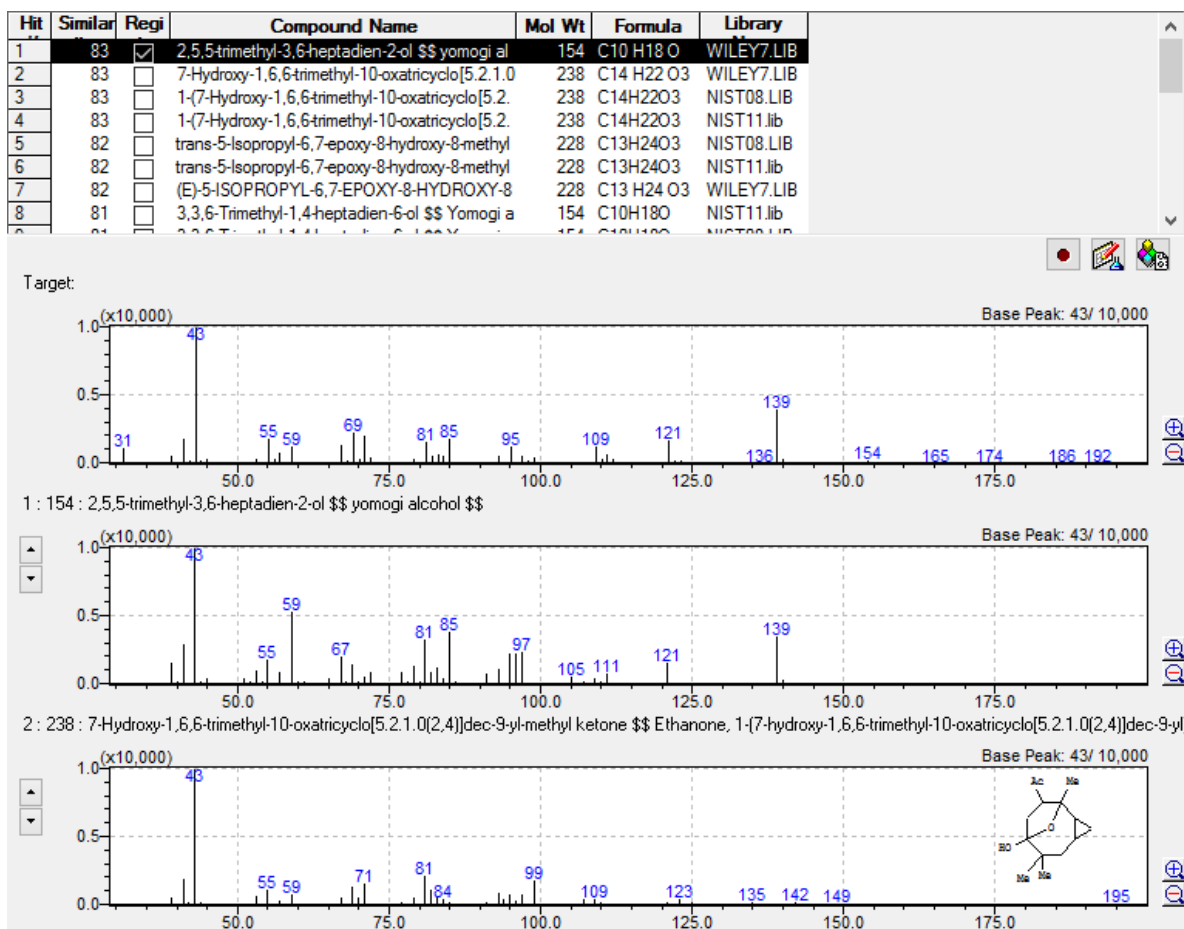 Hit Similar Regi Compound Name Mol Wt Formula Library
1 83 2,5,5-trimethyl-3,6-heptadien-2-ol $$ yomogi al 154 C10 H18 O WILEY7.LIB
2 83 7-Hydroxy-1,6,6-trimethyl-10-oxatricyclo[5.2.1.0 238 C14 H22 O3 WILEY7.LIB
3 83 1-(7-Hydroxy-1,6,6-trimethyl-10-oxatricyclo[5.2. 238 C14H22O3 NIST08.LIB
4 83 1-(7-Hydroxy-1,6,6-trimethyl-10-oxatricyclo[5.2. 238 C14H22O3 NIST11.lib
5 82 trans-5-Isopropyl-6,7-epoxy-8-hydroxy-8-methyl 228 C13H24O3 NIST08.LIB
6 82 trans-5-Isopropyl-6,7-epoxy-8-hydroxy-8-methyl 228 C13H24O3 NIST11.lib
7 82 (E)-5-ISOPROPYL-6,7-EPOXY-8-HYDROXY-8 228 C13 H24 O3 WILEY7.LIB
8 81 3,3,6-Trimethyl-1,4-heptadien-6-ol $$ Yomogi a 154 C10H18O NIST11.lib
Target:
(x10,000) Base Peak: 43/ 10,000
1.0
0.5
0.0
31 43 55 59 69 81 85 95 109 121 136 139 154 165 174 186 192
50.0 75.0 100.0 125.0 150.0 175.0
1 : 154 : 2,5,5-trimethyl-3,6-heptadien-2-ol $$ yomogi alcohol $$
(x10,000) Base Peak: 43/ 10,000
1.0
0.5
0.0
43 55 59 67 81 85 97 105 111 121 139
50.0 75.0 100.0 125.0 150.0 175.0
2 : 238 : 7-Hydroxy-1,6,6-trimethyl-10-oxatricyclo[5.2.1.0(2,4)]dec-9-yl-methyl ketone $$ Ethanone, 1-(7-hydroxy-1,6,6-trimethyl-10-oxatricyclo[5.2.1.0(2,4)]dec-9-yl
(x10,000) Base Peak: 43/ 10,000
1.0
0.5
0.0
43 55 59 71 81 84 99 109 123 135 142 149 195
Ac Me
O
HO
Me Me
50.0 75.0 100.0 125.0 150.0 175.0